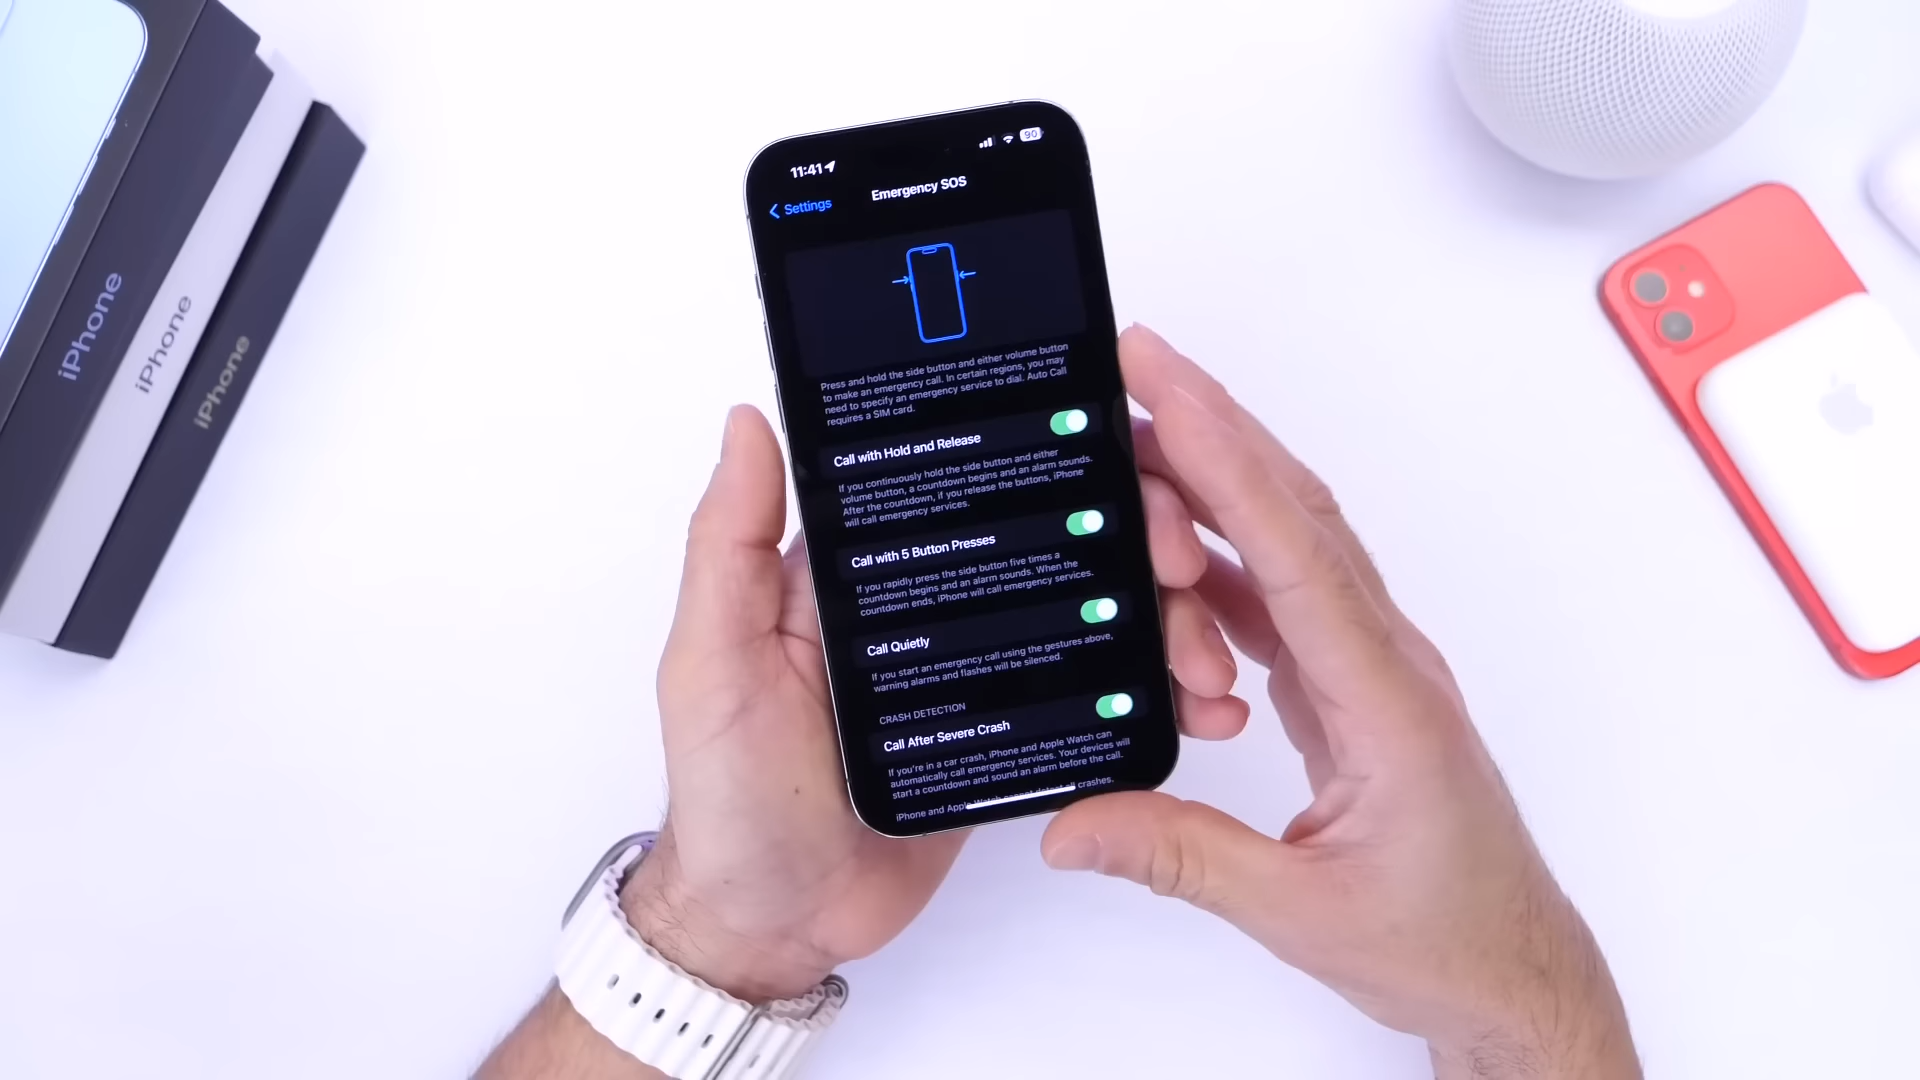 iPhone
iPhone
iPhone
11:41
90
Settings
Emergency SOS
Press and hold the side button and either volume button
to make an emergency call. In certain regions, you may
need to specify an emergency service to dial. Auto Call
requires a SIM card.
Call with Hold and Release
If you continuously hold the side button and either
volume button, a countdown begins and an alarm sounds.
After the countdown, if you release the buttons, iPhone
will call emergency services.
Call with 5 Button Presses
If you rapidly press the side button five times a
countdown begins and an alarm sounds. When the
countdown ends, iPhone will call emergency services.
Call Quietly
If you start an emergency call using the gestures above,
warning alarms and flashes will be silenced.
CRASH DETECTION
Call After Severe Crash
If you're in a car crash, iPhone and Apple Watch can
automatically call emergency services. Your devices will
start a countdown and sound an alarm before the call.
iPhone and Apple Watch cannot detect all crashes.